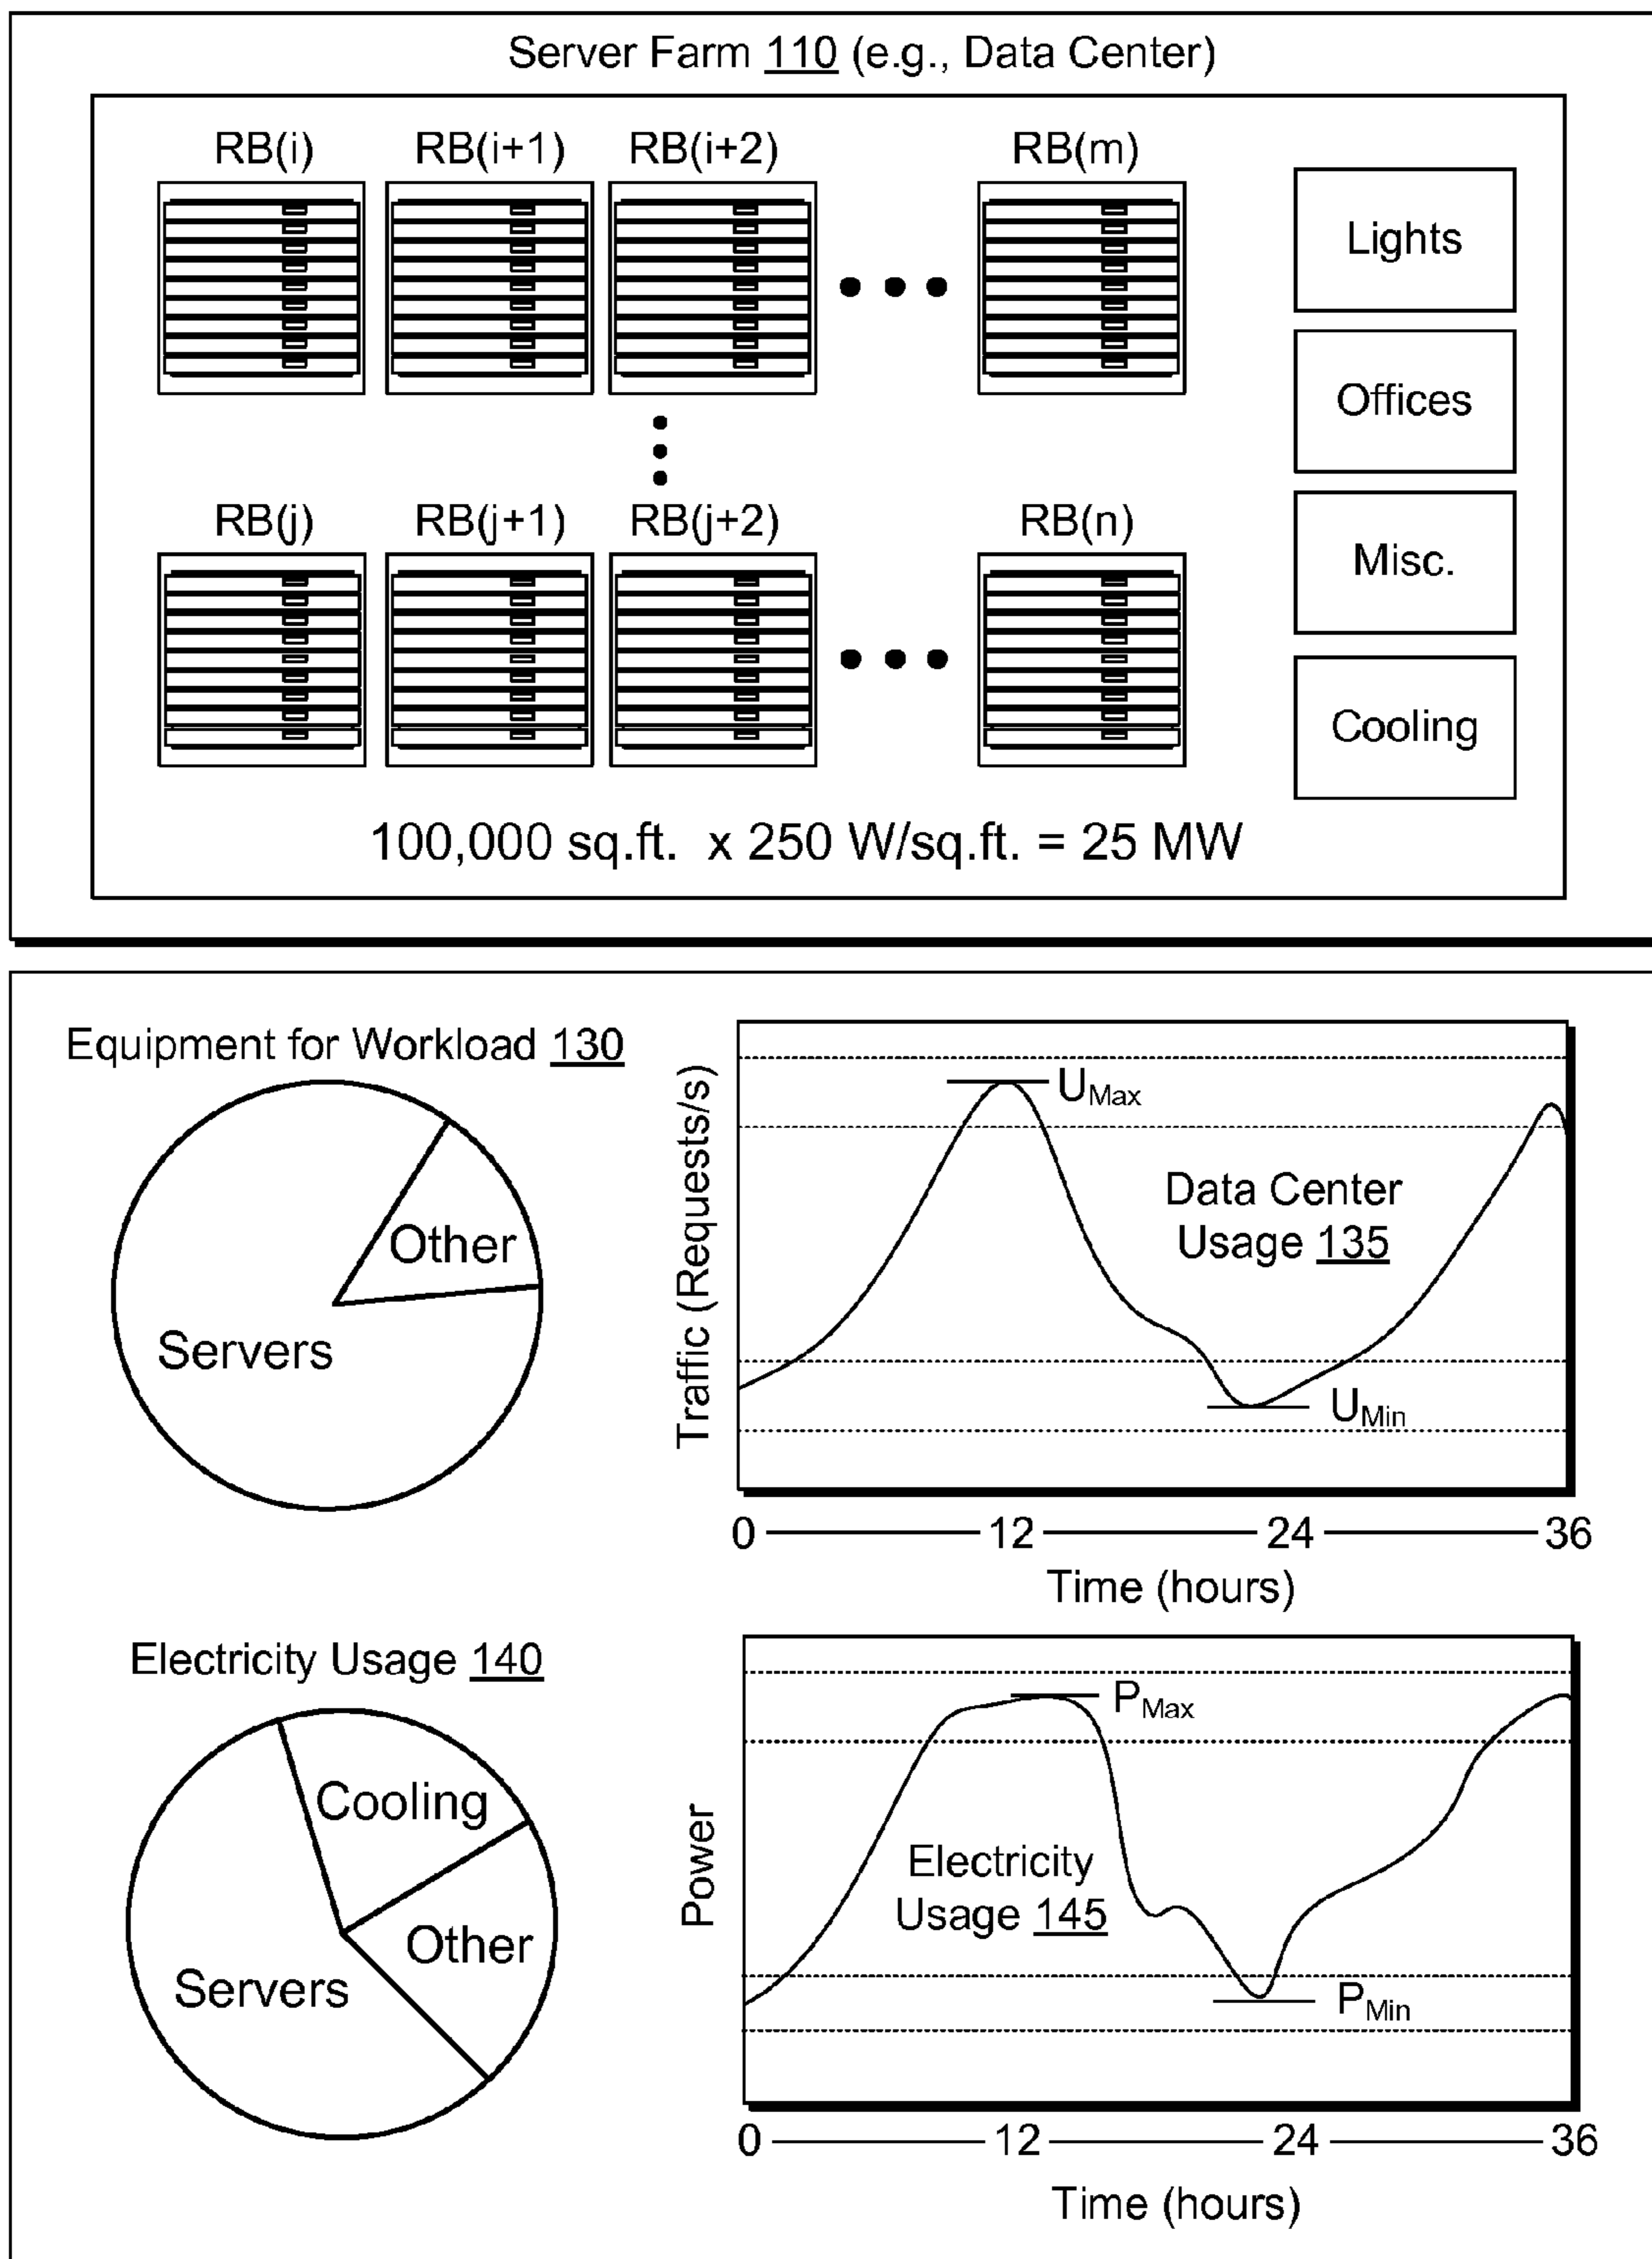 Server Farm 110 (e.g., Data Center)
RB(i) RB(i+1) RB(i+2) RB(m)
Lights
Offices
RB(j) RB(j+1) RB(j+2) RB(n)
Misc.
Cooling
100,000 sq.ft. x 250 W/sq.ft. = 25 MW
Equipment for Workload 130
Other
Servers
Traffic (Requests/s)
UMax
Data Center
Usage 135
UMin
0 12 24 36
Time (hours)
Electricity Usage 140
Cooling
Other
Servers
Power
PMax
Electricity
Usage 145
PMin
0 12 24 36
Time (hours)